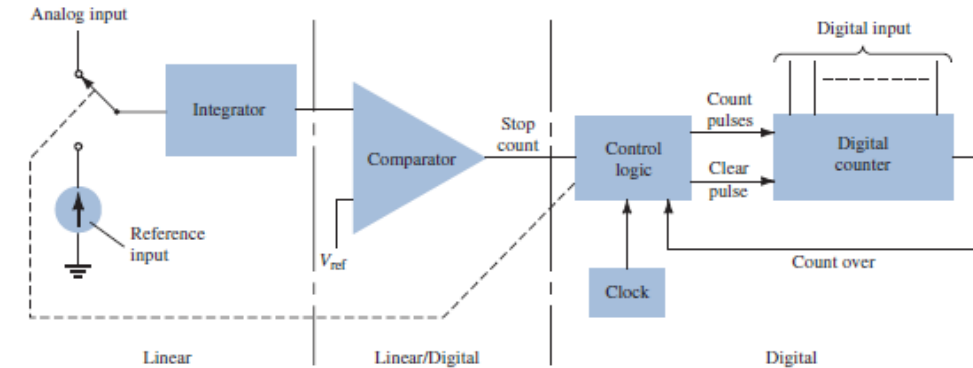 Analog input
Digital input
Integrator
Count
pulses
Stop
count
Comparator
Control
logic
Digital
counter
Clear
pulse
Reference
input
Vref
Count over
Clock
Linear
Linear/Digital
Digital